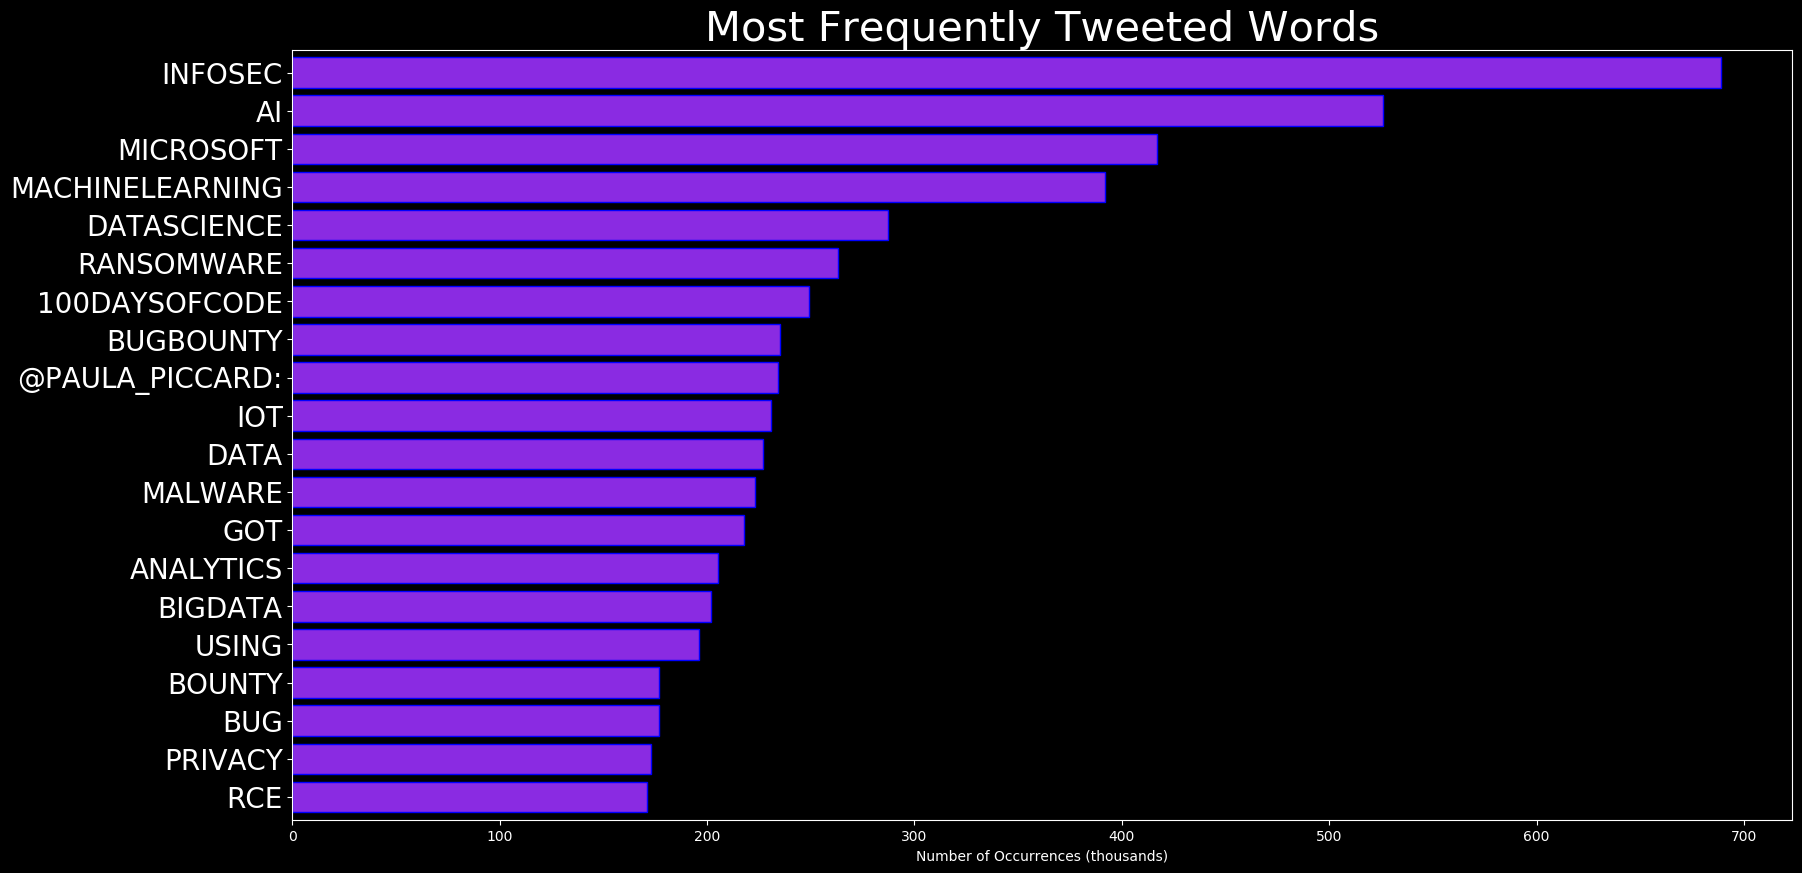 Most Frequently Tweeted Words
INFOSEC
AI
MICROSOFT
MACHINELEARNING
DATASCIENCE
RANSOMWARE
100DAYSOFCODE
BUGBOUNTY
@PAULA_PICCARD:
IOT
DATA
MALWARE
GOT
ANALYTICS
BIGDATA
USING
BOUNTY
BUG
PRIVACY
RCE
0 100 200 300 400 500 600 700
Number of Occurrences (thousands)